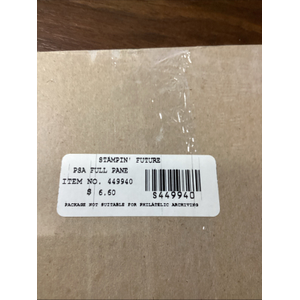 STAMPIN' FUTURE
PSA FULL PANE
ITEM NO. 449940
$ 6.60
S449940
PACKAGE NOT SUITABLE FOR PHILATELIC ARCHIVING